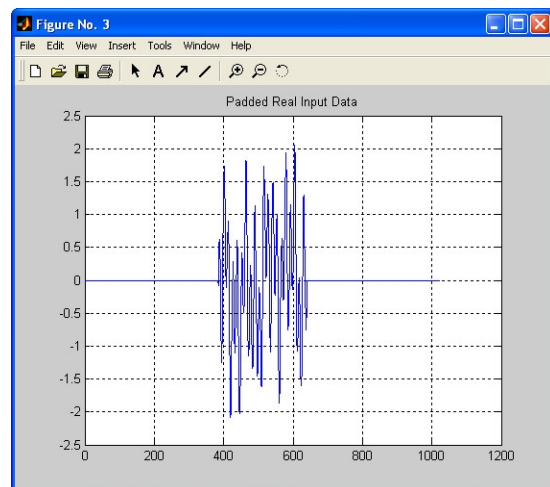 Figure No. 3
File Edit View Insert Tools Window Help
A
Padded Real Input Data
2.5
2
1.5
1
0.5
0
-0.5
-1
-1.5
-2
-2.5
0 200 400 600 800 1000 1200